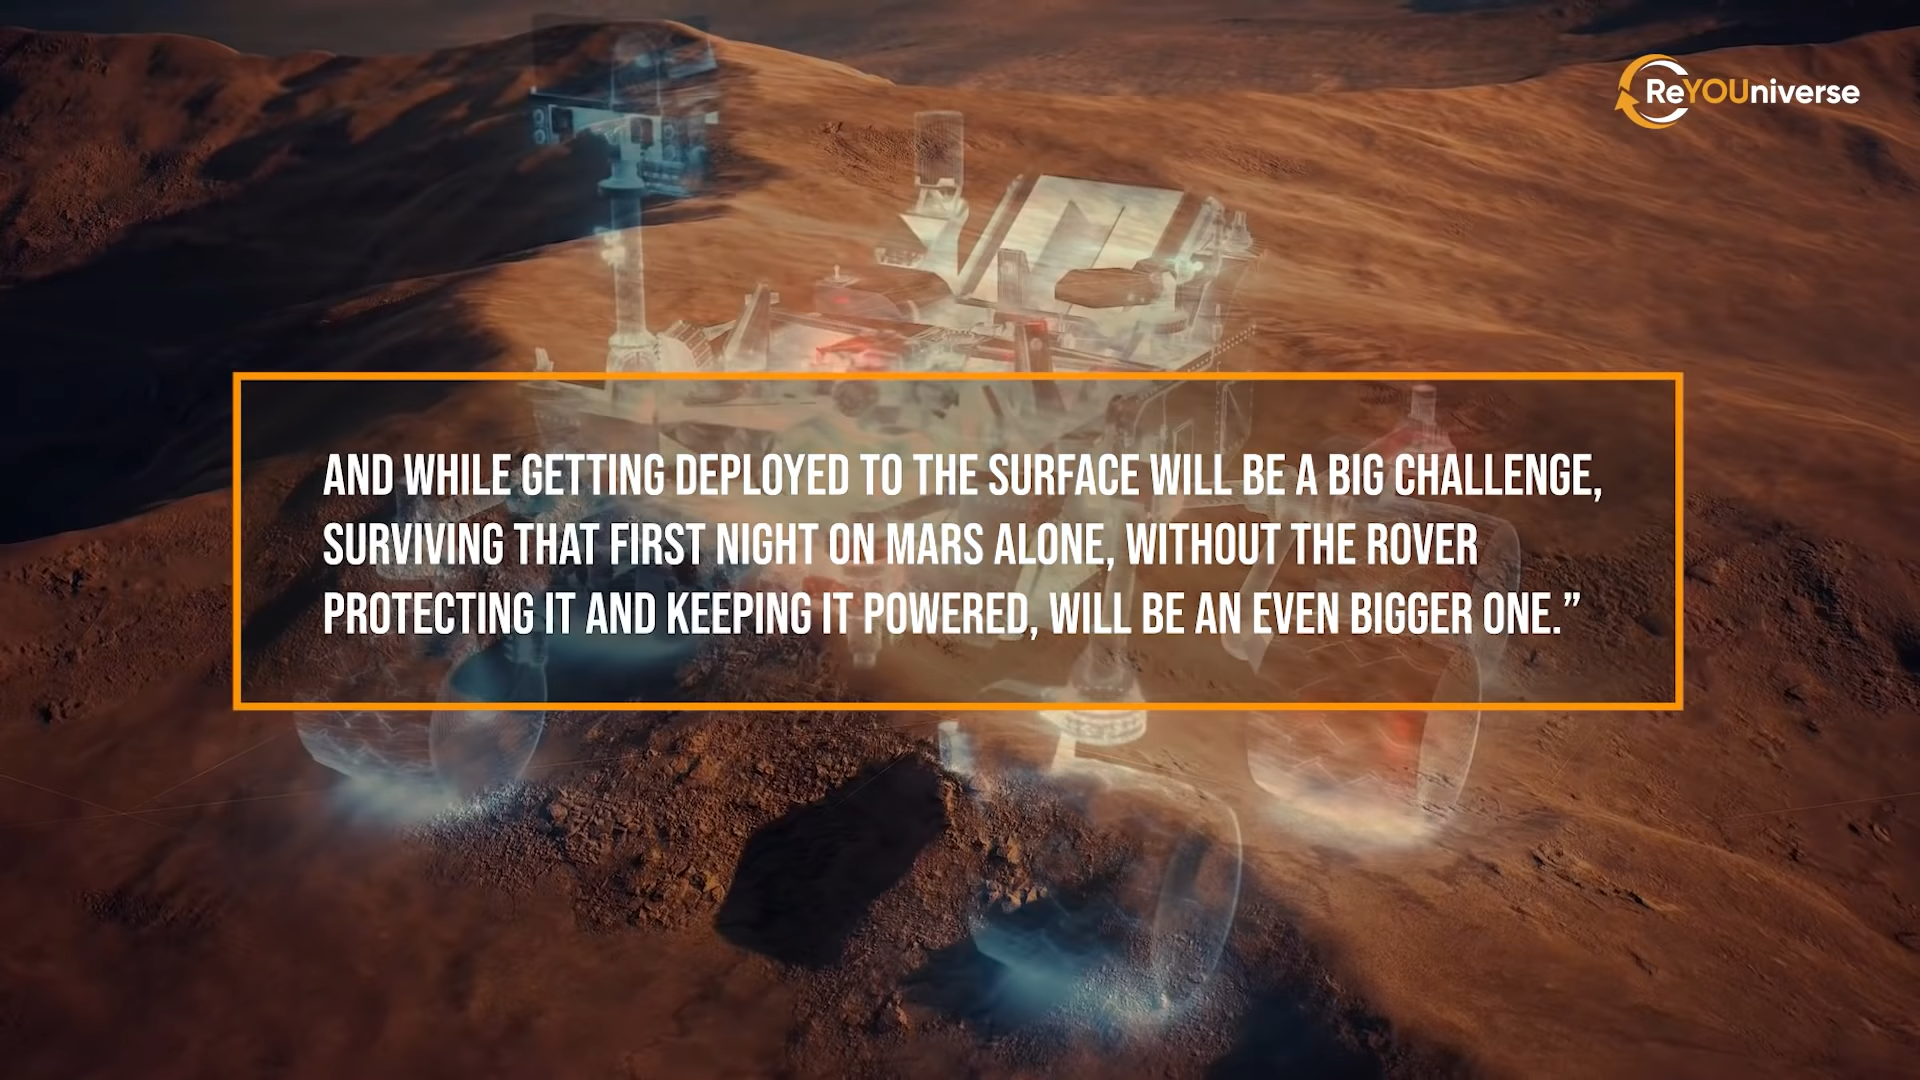 ReYOUniverse
AND WHILE GETTING DEPLOYED TO THE SURFACE WILL BE A BIG CHALLENGE,
SURVIVING THAT FIRST NIGHT ON MARS ALONE, WITHOUT THE ROVER
PROTECTING IT AND KEEPING IT POWERED, WILL BE AN EVEN BIGGER ONE.”